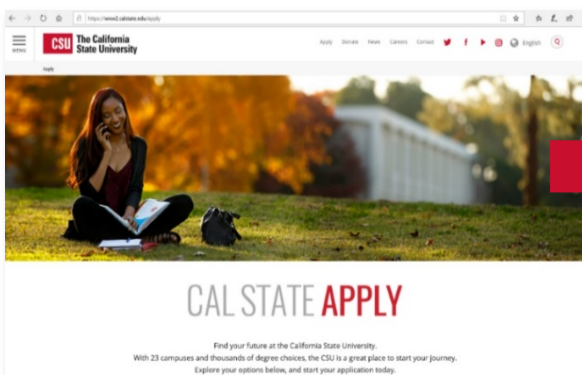 https://www2.calstate.edu/apply
MENU
CSU
The California
State University
Apply Donate News Careers Contact English
Apply
CAL STATE APPLY
Find your future at the California State University.
With 23 campuses and thousands of degree choices, the CSU is a great place to start your journey.
Explore your options below, and start your application today.